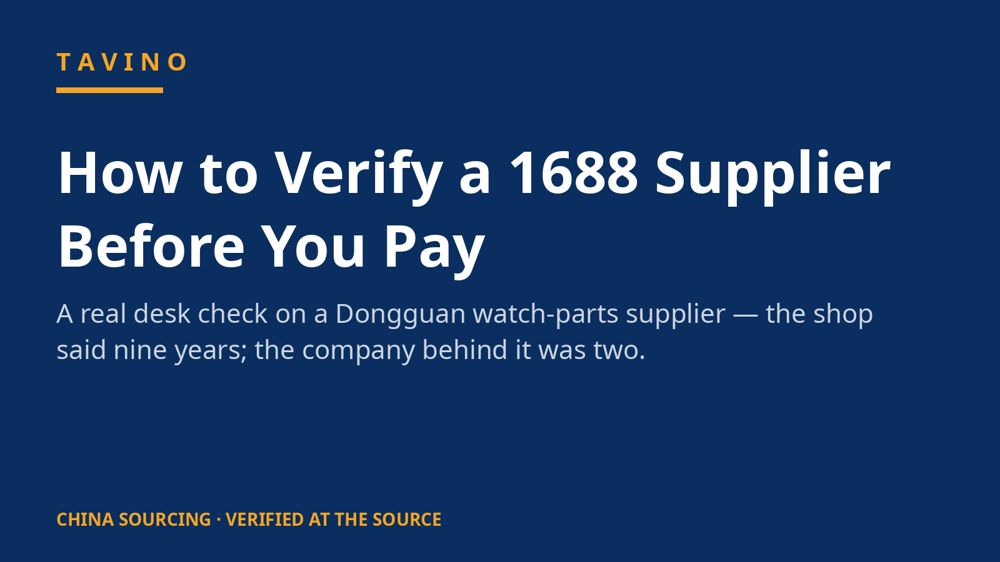 TAVINO
How to Verify a 1688 Supplier
Before You Pay
A real desk check on a Dongguan watch-parts supplier — the shop
said nine years; the company behind it was two.
CHINA SOURCING · VERIFIED AT THE SOURCE